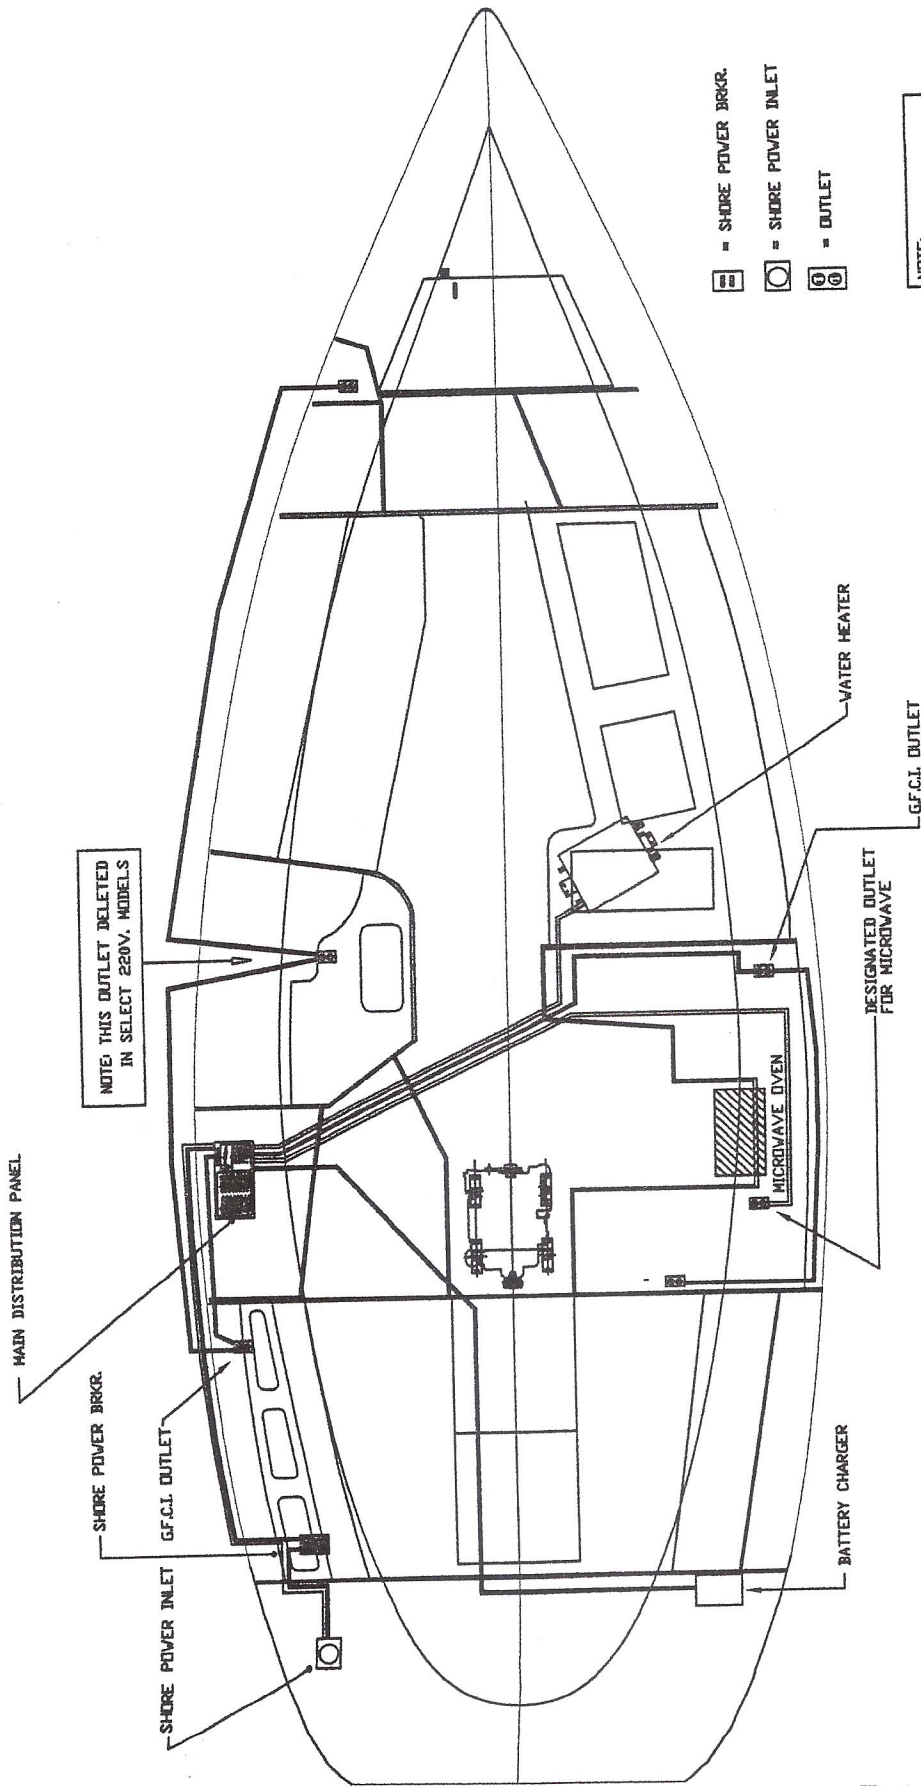 MAIN DISTRIBUTION PANEL
NOTE: THIS OUTLET DELETED
IN SELECT 220V. MODELS
SHORE POWER BRKR.
SHORE POWER INLET
G.F.C.I. OUTLET
MICROWAVE OVEN
BATTERY CHARGER
DESIGNATED OUTLET
FOR MICROWAVE
G.F.C.I. OUTLET
WATER HEATER
= SHORE POWER BRKR.
= SHORE POWER INLET
= OUTLET